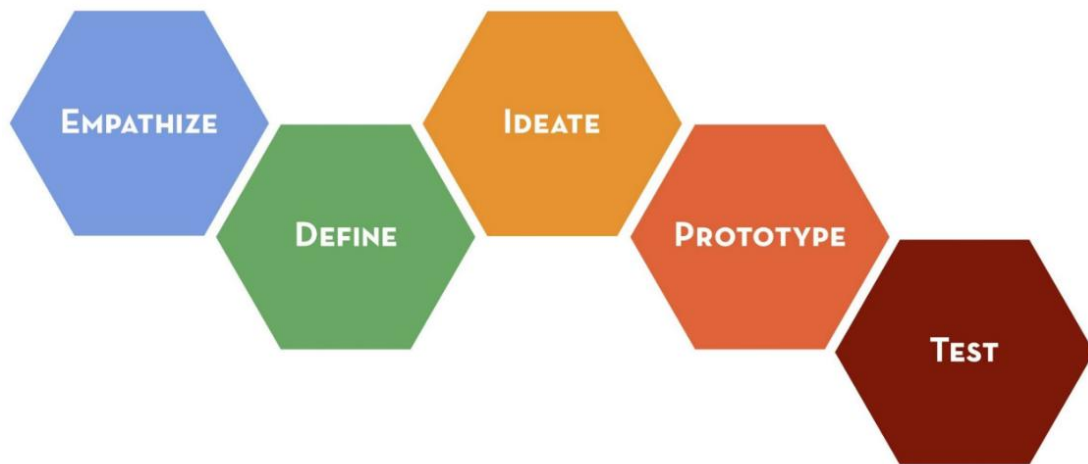 EMPATHIZE
DEFINE
IDEATE
PROTOTYPE
TEST